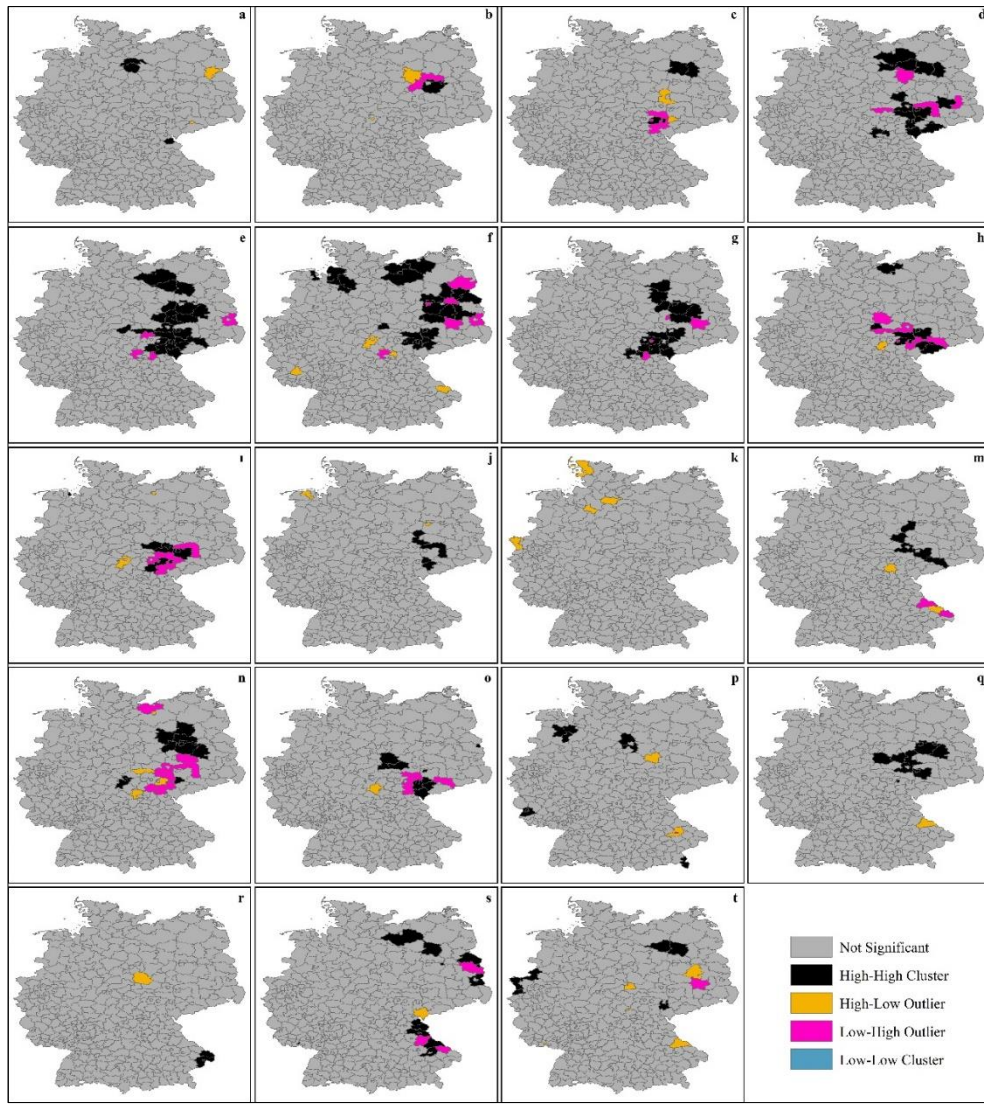 a
b
c
d
e
f
g
h
ı
j
k
m
n
o
p
q
r
s
t
Not Significant
High-High Cluster
High-Low Outlier
Low-High Outlier
Low-Low Cluster